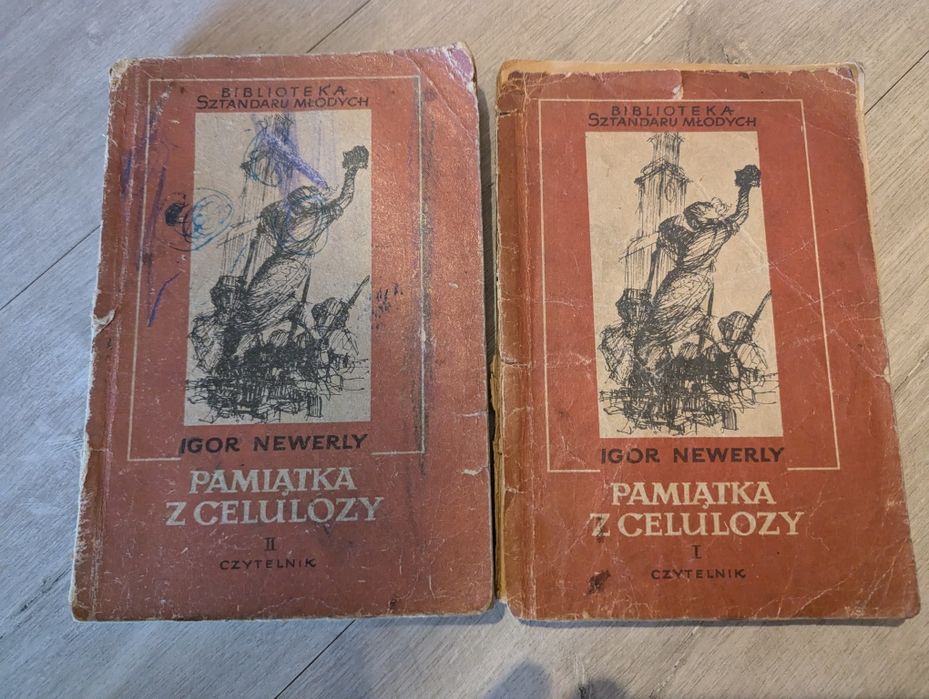 BIBLIOTEKA
SZTANDARU MŁODYCH
IGOR NEWERLY
PAMIĄTKA
Z CELULOZY
II
CZYTELNIK
BIBLIOTEKA
SZTANDARU MŁODYCH
IGOR NEWERLY
PAMIĄTKA
Z CELULOZY
I
CZYTELNIK